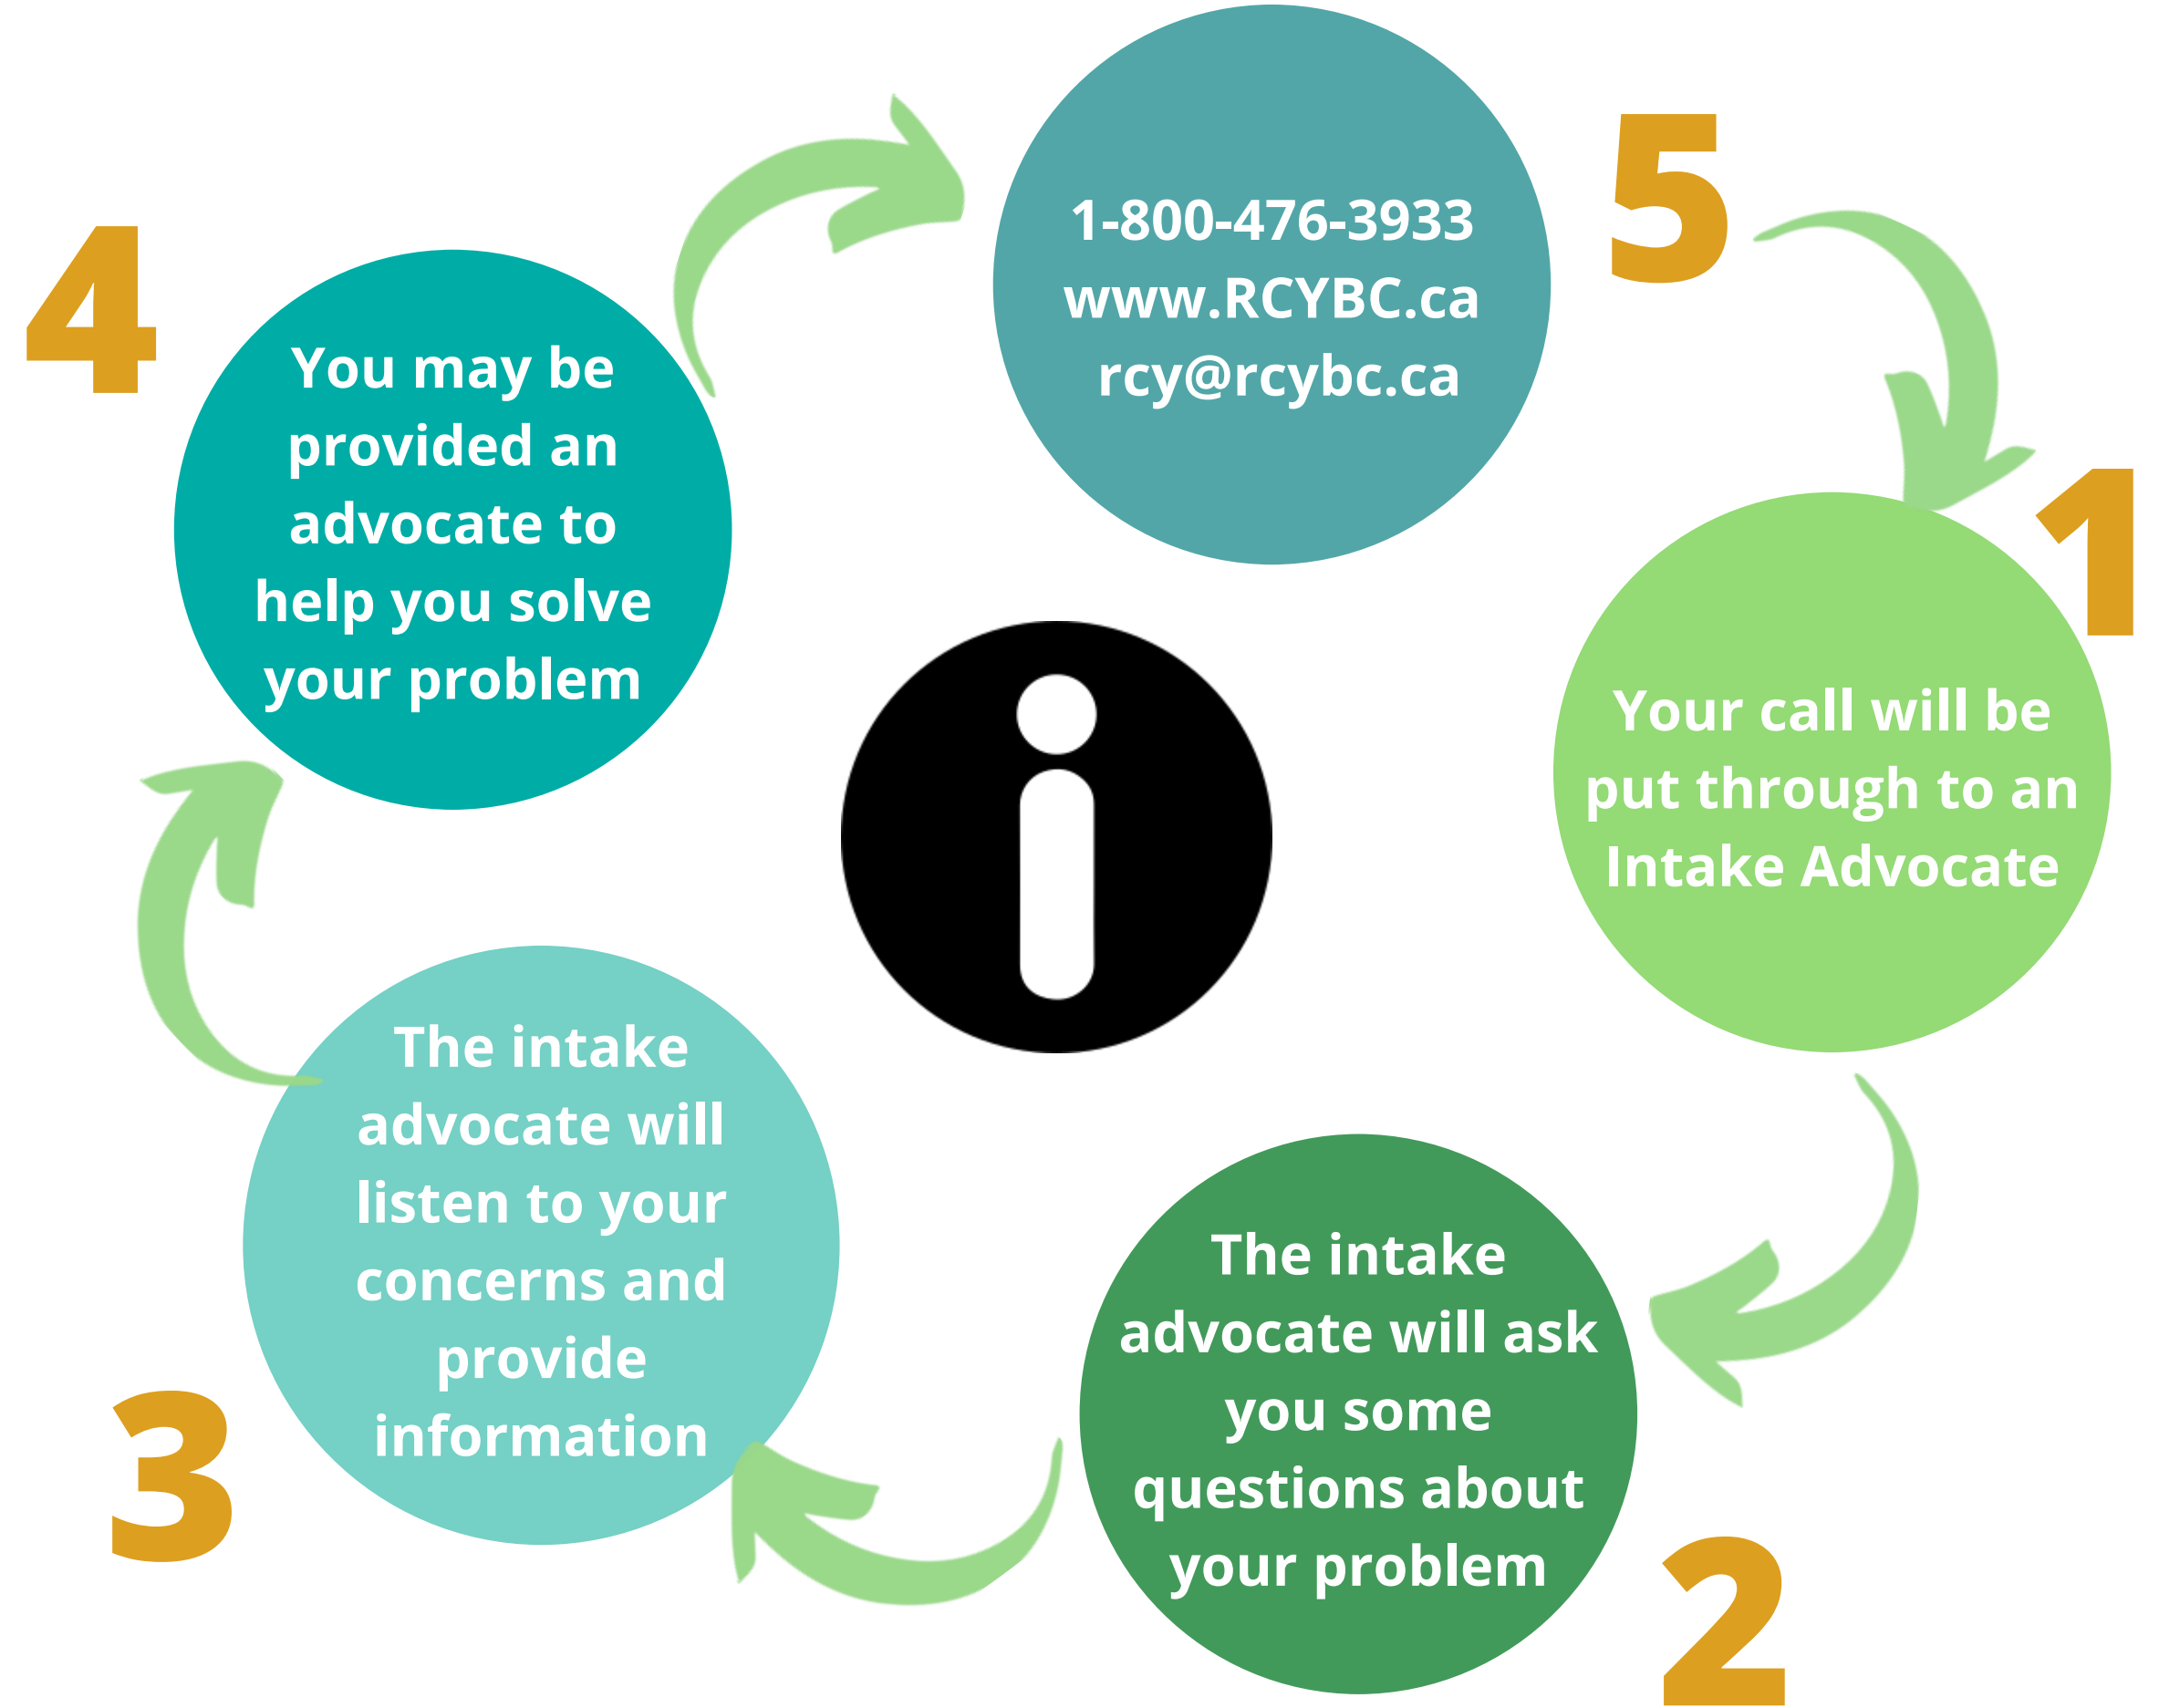 1
Your call will be
put through to an
Intake Advocate
2
The intake
advocate will ask
you some
questions about
your problem
3
The intake
advocate will
listen to your
concerns and
provide
information
4
You may be
provided an
advocate to
help you solve
your problem
5
1-800-476-3933
www.RCYBC.ca
rcy@rcybc.ca
i